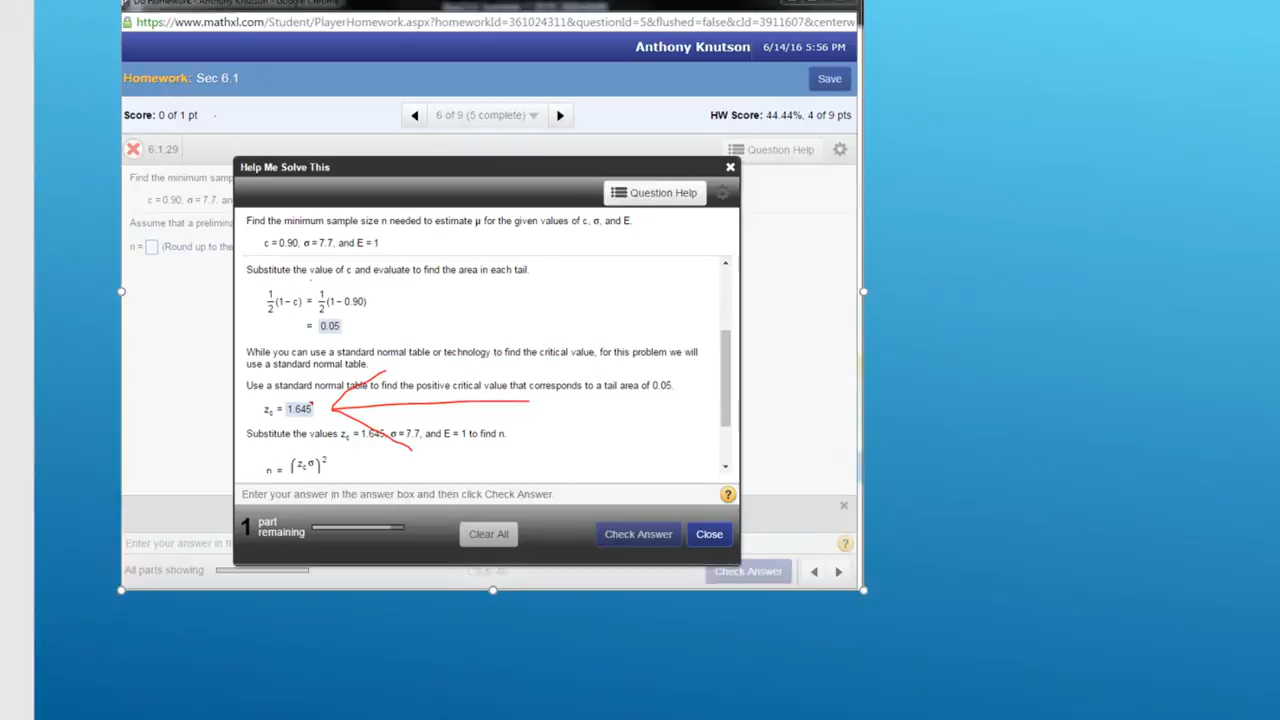 Do Homework - Anthony Knutson - Google Chrome
https://www.mathxl.com/Student/PlayerHomework.aspx?homeworkId=361024311&questionId=5&flushed=false&cId=3911607&centerw
Anthony Knutson 6/14/16 5:56 PM
Homework: Sec 6.1 Save
Score: 0 of 1 pt 6 of 9 (5 complete) HW Score: 44.44%, 4 of 9 pts
6.1.29 Question Help
Find the minimum samp
c = 0.90, σ = 7.7, an
Assume that a prelimina
n = (Round up to the
Help Me Solve This
Question Help
Find the minimum sample size n needed to estimate μ for the given values of c, σ, and E.
c = 0.90, σ = 7.7, and E = 1
Substitute the value of c and evaluate to find the area in each tail.
1/2 (1 − c) = 1/2 (1 − 0.90)
= 0.05
While you can use a standard normal table or technology to find the critical value, for this problem we will
use a standard normal table.
Use a standard normal table to find the positive critical value that corresponds to a tail area of 0.05.
zc = 1.645
Substitute the values zc = 1.645, σ = 7.7, and E = 1 to find n.
n = (zcσ)²
Enter your answer in the answer box and then click Check Answer.
1 part remaining Clear All Check Answer Close
Enter your answer in th
All parts showing Check Answer